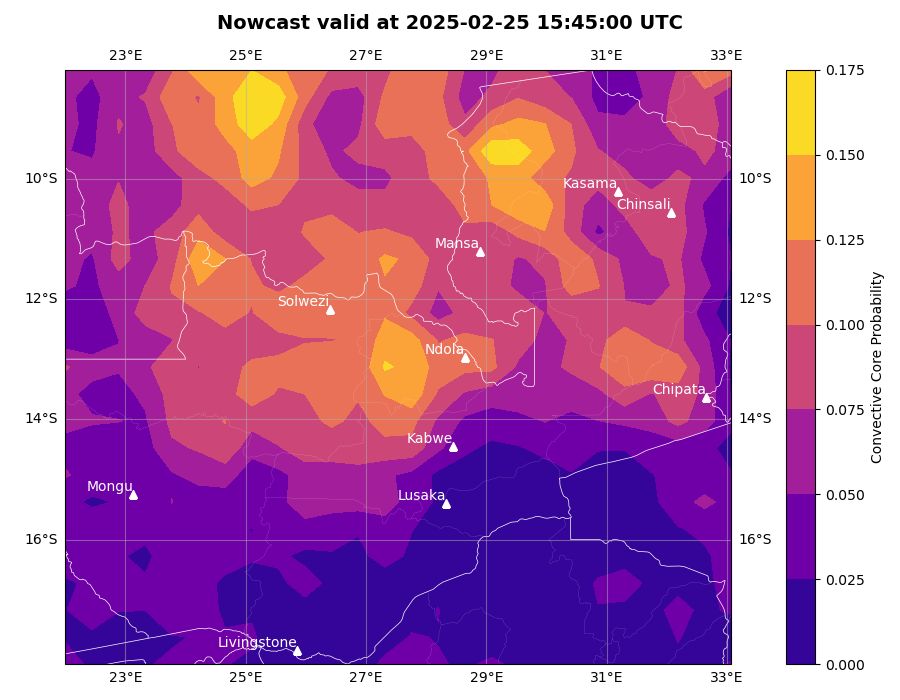 Nowcast valid at 2025-02-25 15:45:00 UTC
23°E 25°E 27°E 29°E 31°E 33°E
0.175
0.150
10°S Kasama 10°S
Chinsali
0.125
Mansa
12°S Solwezi 12°S
0.100
Ndola
Chipata
0.075
14°S 14°S
Kabwe
Mongu
Lusaka
0.050
16°S 16°S
0.025
Livingstone
0.000
23°E 25°E 27°E 29°E 31°E 33°E
Convective Core Probability